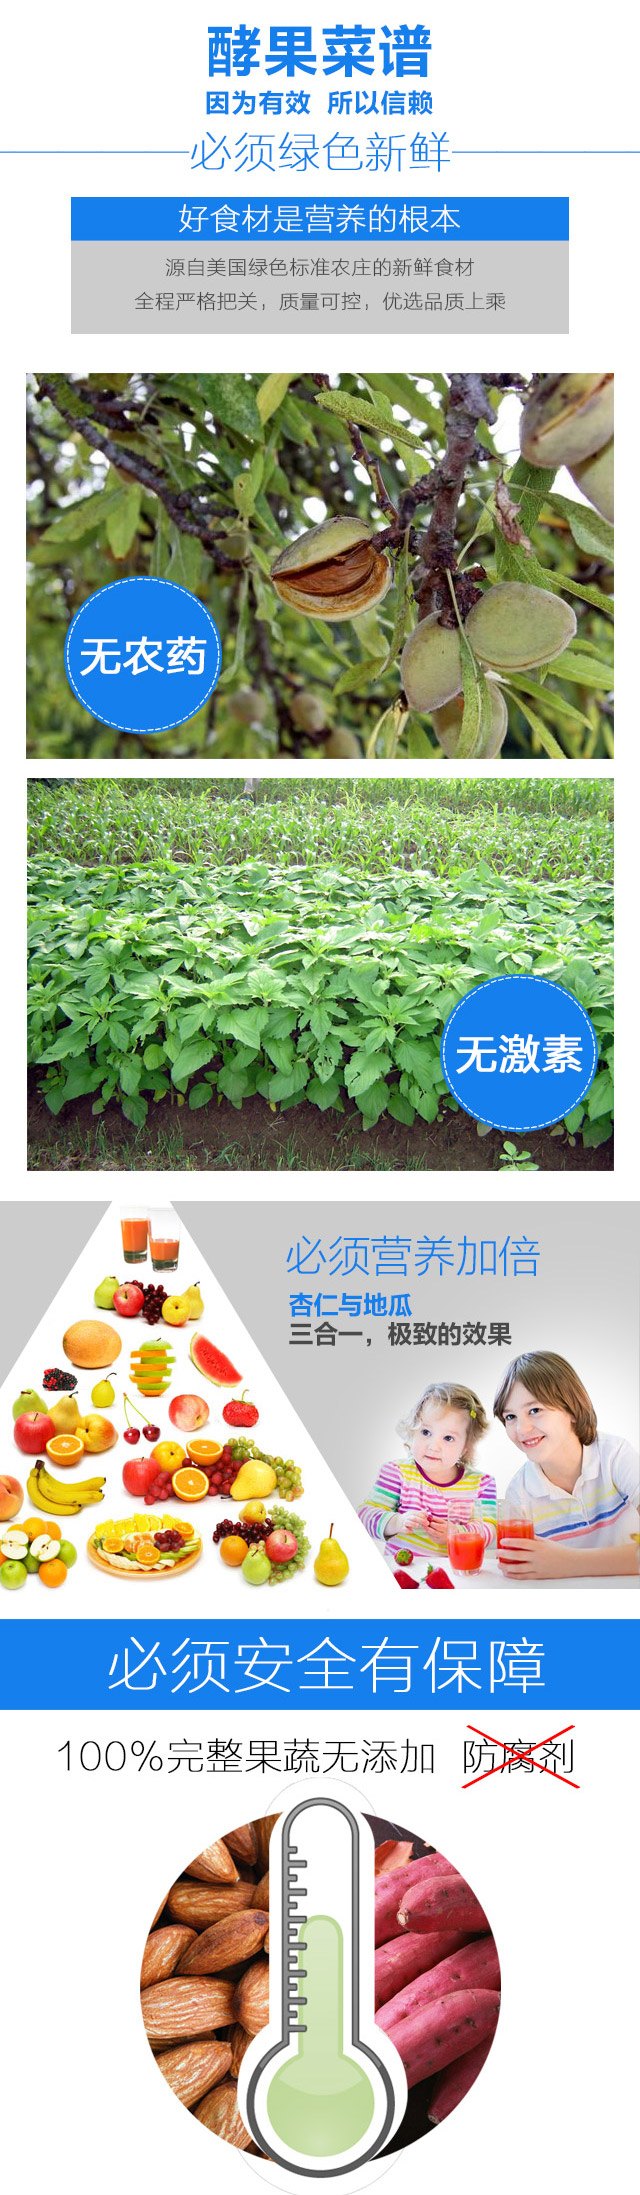 酵果菜谱
因为有效 所以信赖
必须绿色新鲜
好食材是营养的根本
源自美国绿色标准农庄的新鲜食材
全程严格把关，质量可控，优选品质上乘
无农药
无激素
必须营养加倍
杏仁与地瓜
三合一，极致的效果
必须安全有保障
100%完整果蔬无添加 防腐剂